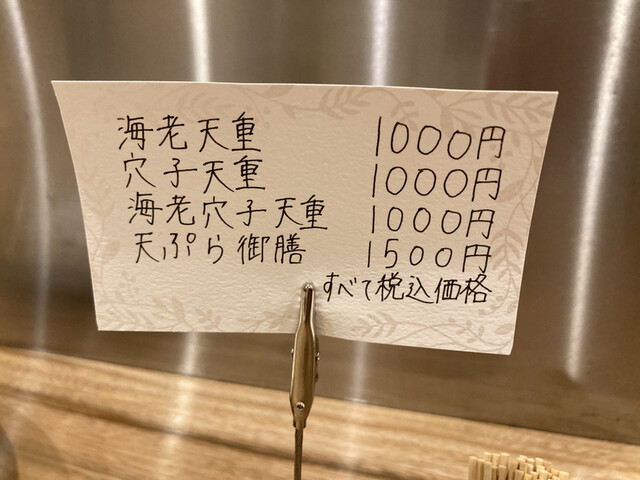 海老天重 1000円
穴子天重 1000円
海老穴子天重 1000円
天ぷら御膳 1500円
すべて税込価格